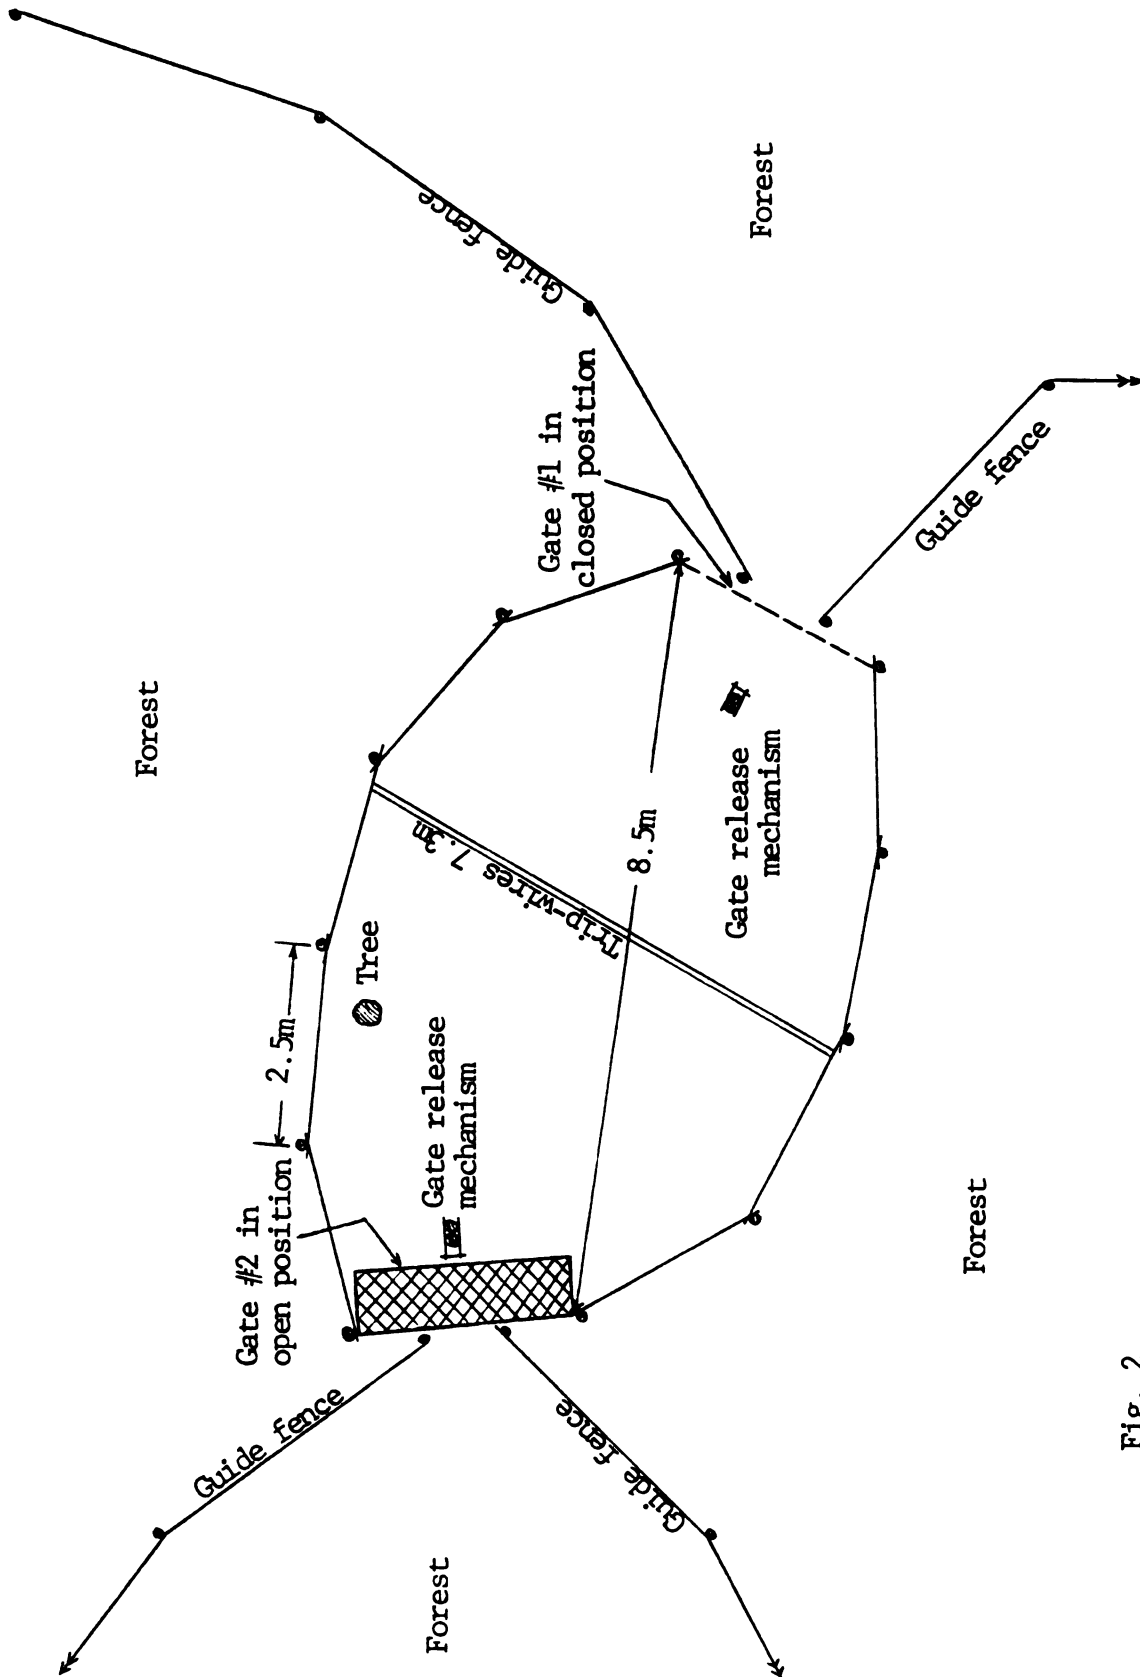 Forest
Guide fence
Forest
Gate #1 in
closed position
Guide fence
Forest
Trip-wires 7.3m
8.5m
Gate release
mechanism
Tree
2.5m
Gate release
mechanism
Gate #2 in
open position
Forest
Guide fence
Guide fence
Forest
Fig. 2